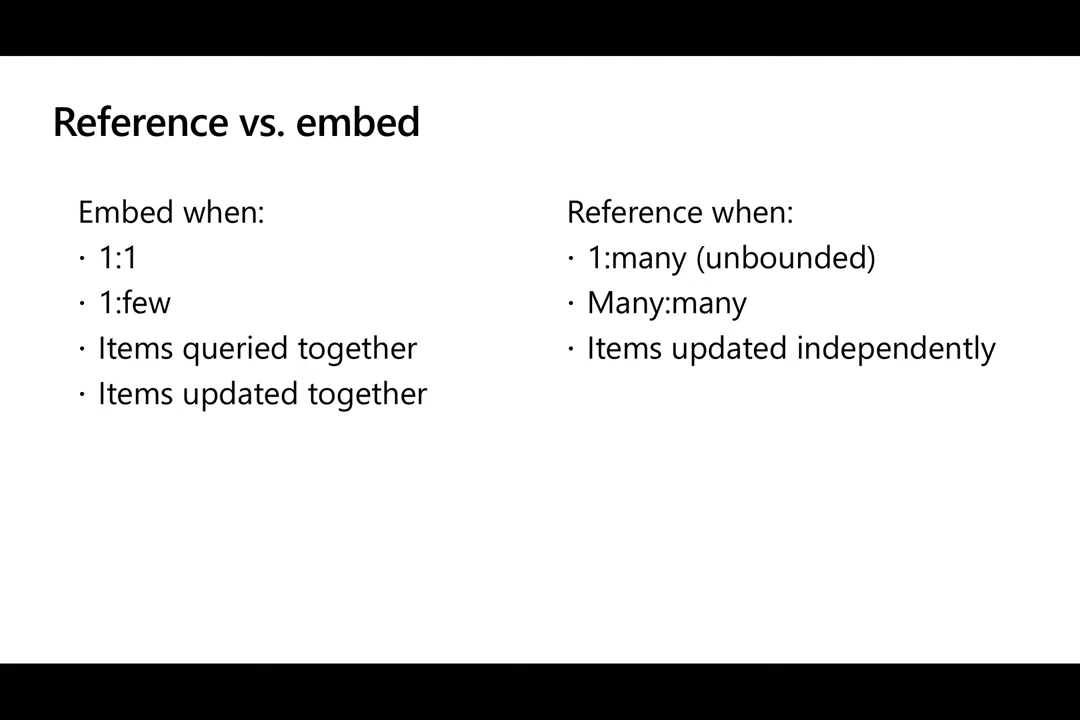 Reference vs. embed
Embed when:
· 1:1
· 1:few
· Items queried together
· Items updated together
Reference when:
· 1:many (unbounded)
· Many:many
· Items updated independently